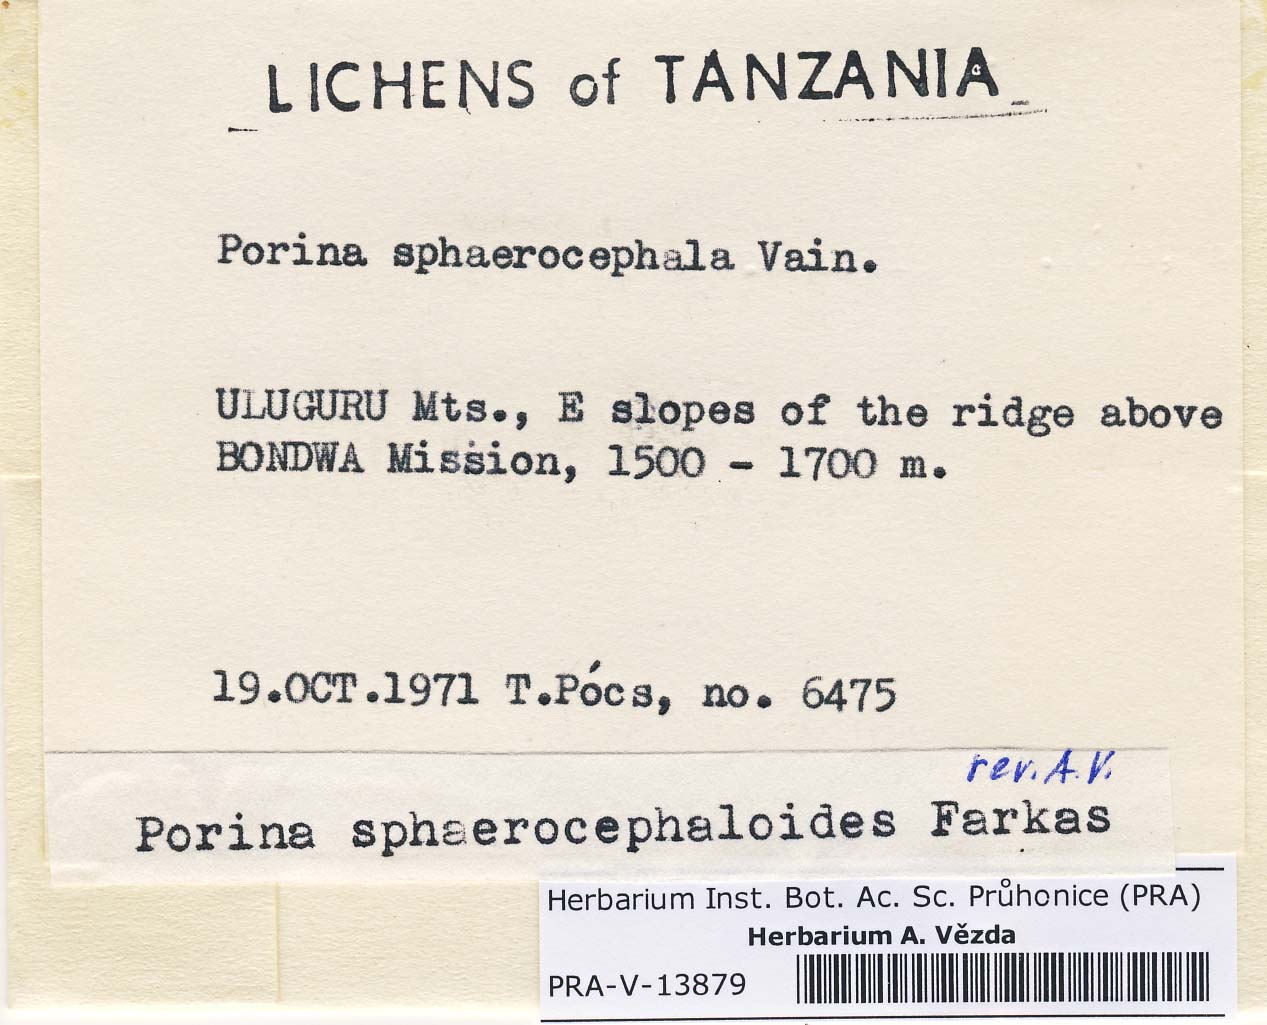 LICHENS of TANZANIA
Porina sphaerocephala Vain.
ULUGURU Mts., E slopes of the ridge above
BONDWA Mission, 1500 - 1700 m.
19.OCT.1971 T.Pócs, no. 6475
rev. A.V.
Porina sphaerocephaloides Farkas
Herbarium Inst. Bot. Ac. Sc. Průhonice (PRA)
Herbarium A. Vězda
PRA-V-13879